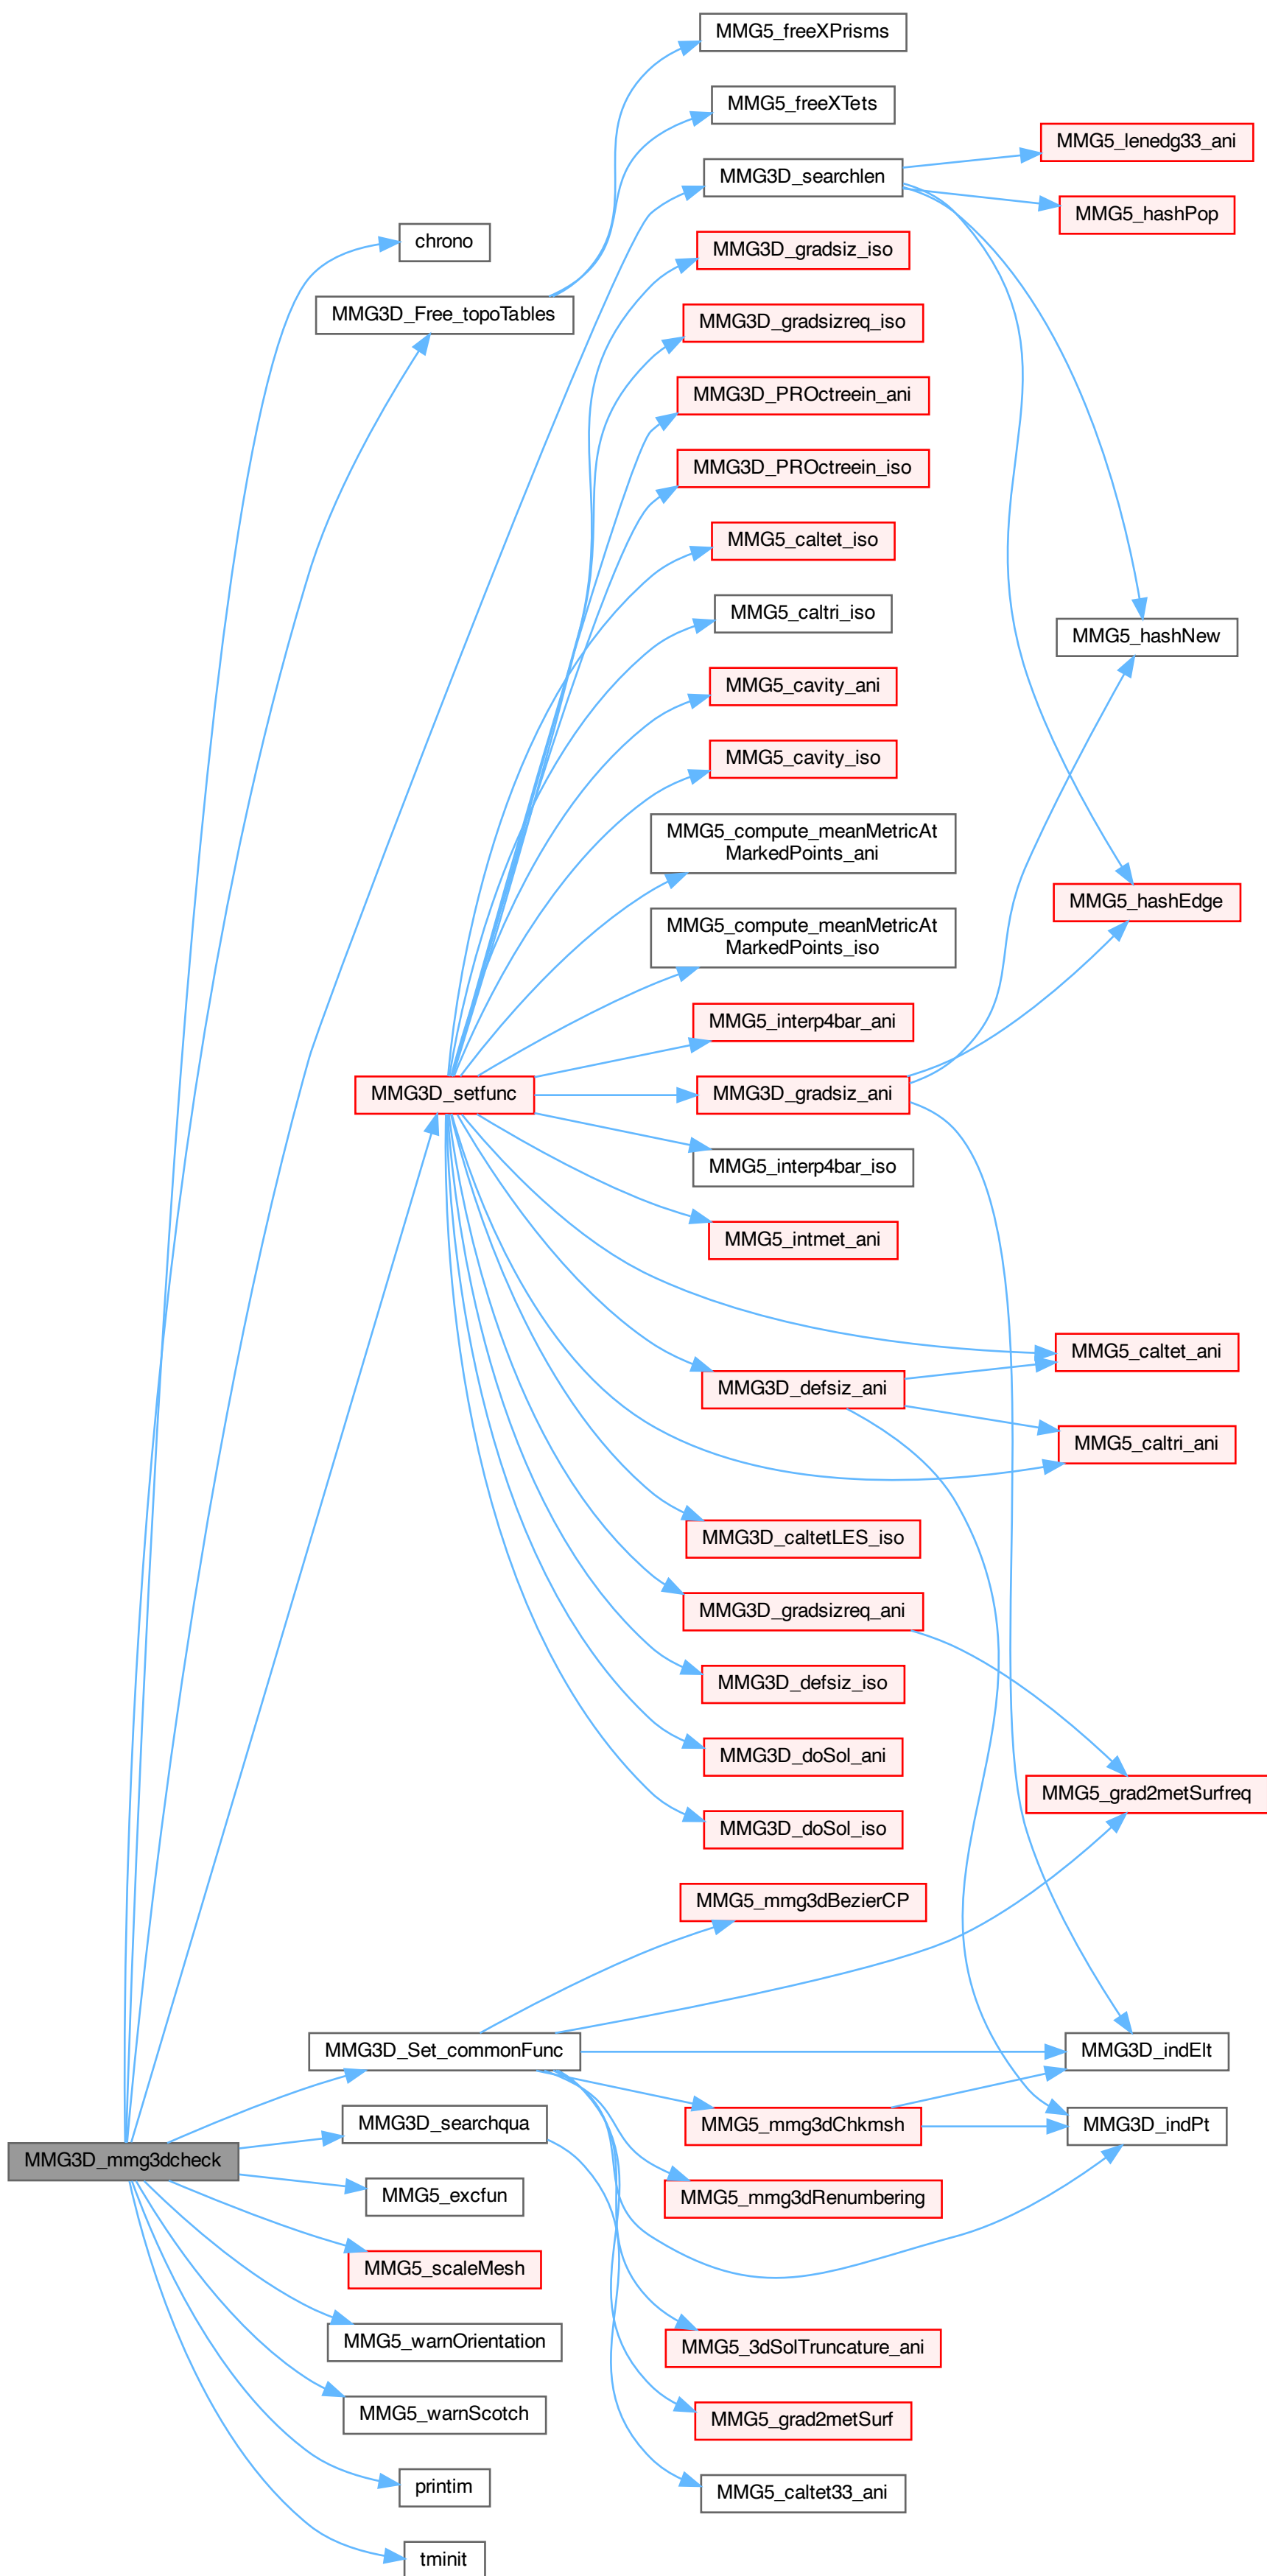 MMG5_freeXPrisms
MMG5_freeXTets
MMG5_lenedg33_ani
MMG3D_searchlen
MMG5_hashPop
chrono
MMG3D_gradsiz_iso
MMG3D_Free_topoTables
MMG3D_gradsizreq_iso
MMG3D_PROctreein_ani
MMG3D_PROctreein_iso
MMG5_caltet_iso
MMG5_caltri_iso
MMG5_hashNew
MMG5_cavity_ani
MMG5_cavity_iso
MMG5_compute_meanMetricAt
MarkedPoints_ani
MMG5_hashEdge
MMG5_compute_meanMetricAt
MarkedPoints_iso
MMG5_interp4bar_ani
MMG3D_setfunc
MMG3D_gradsiz_ani
MMG5_interp4bar_iso
MMG5_intmet_ani
MMG5_caltet_ani
MMG3D_defsiz_ani
MMG5_caltri_ani
MMG3D_caltetLES_iso
MMG3D_gradsizreq_ani
MMG3D_defsiz_iso
MMG3D_doSol_ani
MMG5_grad2metSurfreq
MMG3D_doSol_iso
MMG5_mmg3dBezierCP
MMG3D_Set_commonFunc
MMG3D_indElt
MMG3D_searchqua
MMG5_mmg3dChkmsh
MMG3D_indPt
MMG3D_mmg3dcheck
MMG5_excfun
MMG5_mmg3dRenumbering
MMG5_scaleMesh
MMG5_warnOrientation
MMG5_3dSolTruncature_ani
MMG5_warnScotch
MMG5_grad2metSurf
printim
MMG5_caltet33_ani
tminit